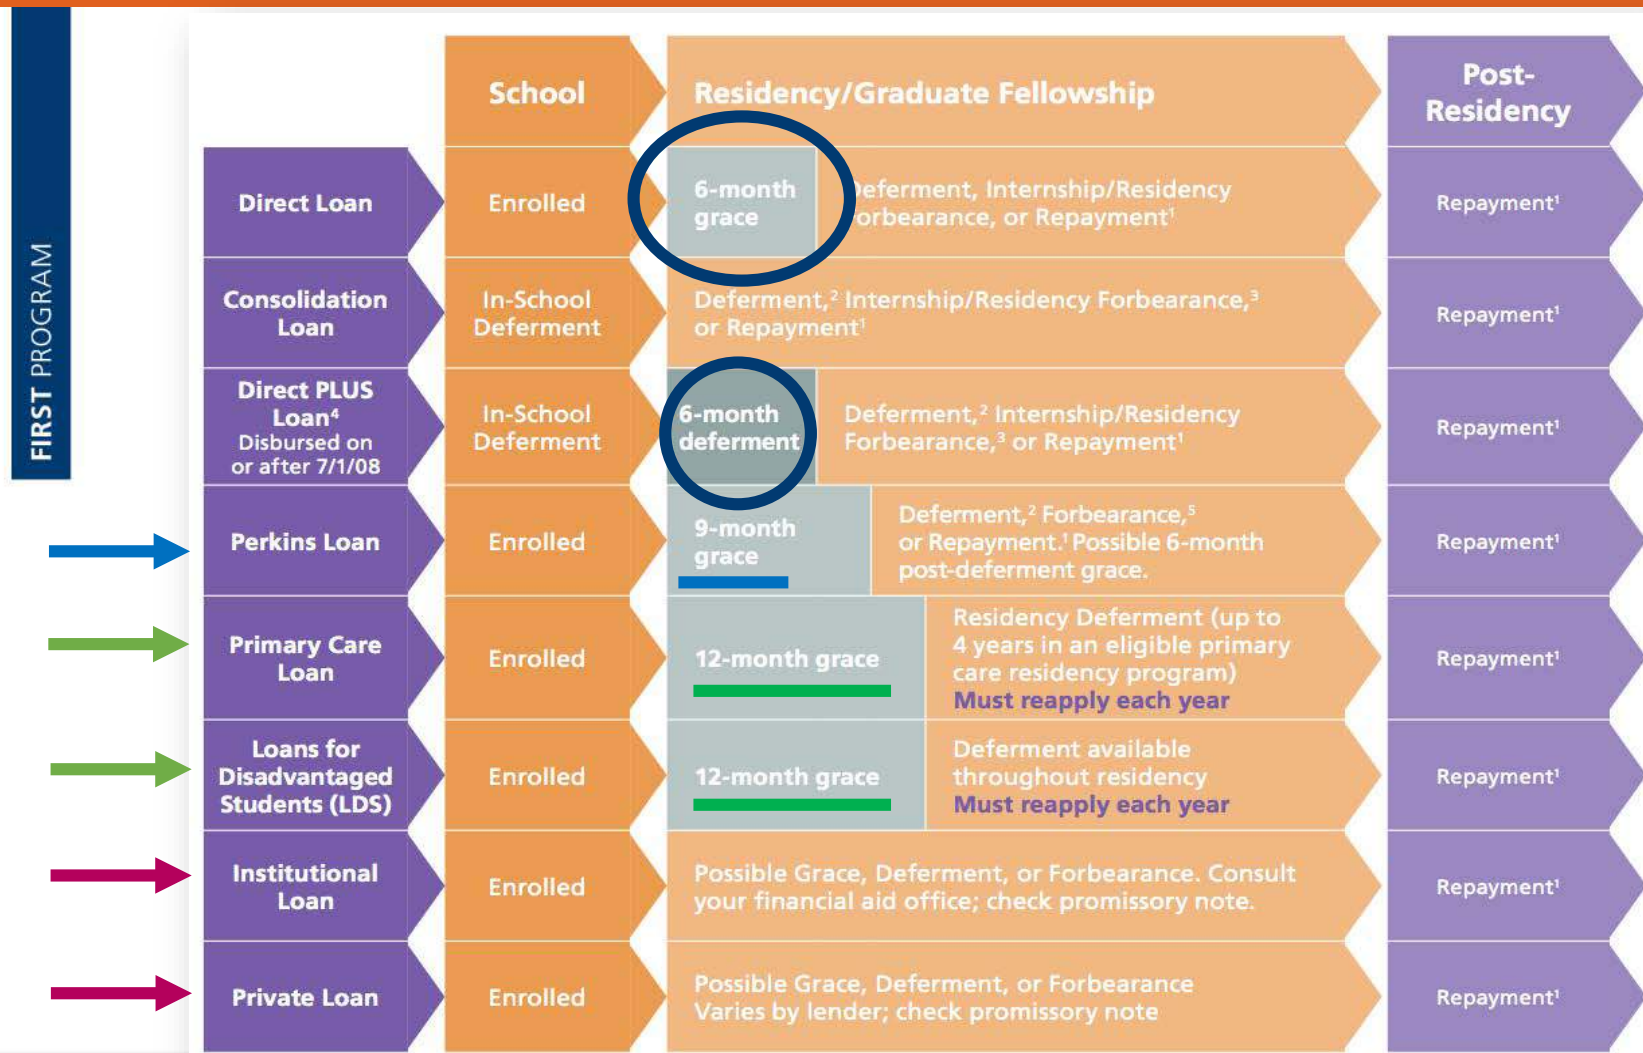 FIRST PROGRAM
School
Residency/Graduate Fellowship
Post-
Residency
Direct Loan
Enrolled
6-month
grace
Deferment, Internship/Residency
Forbearance, or Repayment¹
Repayment¹
Consolidation
Loan
In-School
Deferment
Deferment,² Internship/Residency Forbearance,³
or Repayment¹
Repayment¹
Direct PLUS
Loan⁴
Disbursed on
or after 7/1/08
In-School
Deferment
6-month
deferment
Deferment,² Internship/Residency
Forbearance,³ or Repayment¹
Repayment¹
Perkins Loan
Enrolled
9-month
grace
Deferment,² Forbearance,⁵
or Repayment.¹ Possible 6-month
post-deferment grace.
Repayment¹
Primary Care
Loan
Enrolled
12-month grace
Residency Deferment (up to
4 years in an eligible primary
care residency program)
Must reapply each year
Repayment¹
Loans for
Disadvantaged
Students (LDS)
Enrolled
12-month grace
Deferment available
throughout residency
Must reapply each year
Repayment¹
Institutional
Loan
Enrolled
Possible Grace, Deferment, or Forbearance. Consult
your financial aid office; check promissory note.
Repayment¹
Private Loan
Enrolled
Possible Grace, Deferment, or Forbearance
Varies by lender; check promissory note
Repayment¹